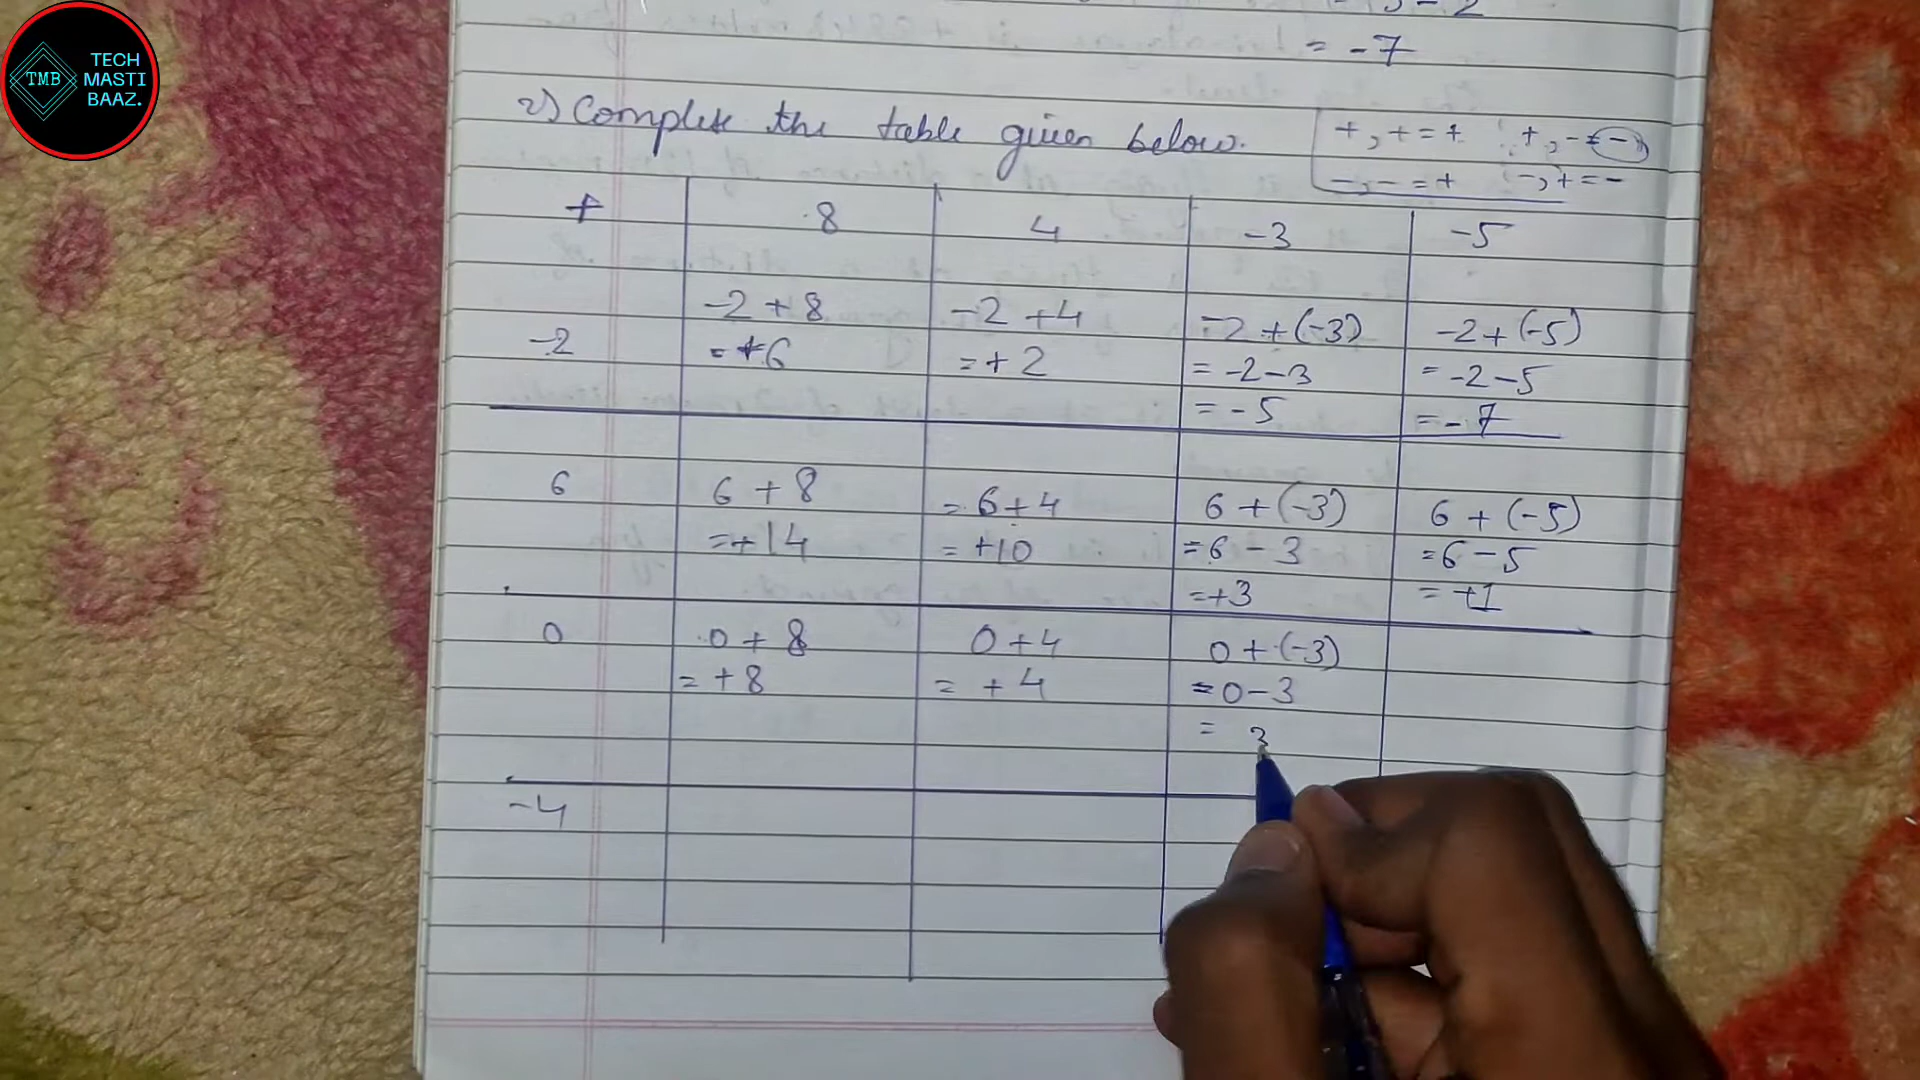 TMB
TECH
MASTI
BAAZ.
= -7
2) Complete the table given below.
+, + = +   +, - = -
-, - = +   -, + = -
+   8   4   -3   -5
-2   -2 + 8   -2 + 4   -2 + (-3)   -2 + (-5)
= +6   = + 2   = -2 - 3   = -2 - 5
= - 5   = - 7
6   6 + 8   = 6 + 4   6 + (-3)   6 + (-5)
= +14   = +10   = 6 - 3   = 6 - 5
= +3   = +1
0   0 + 8   0 + 4   0 + (-3)
= +8   = + 4   = 0 - 3
= 3
-4